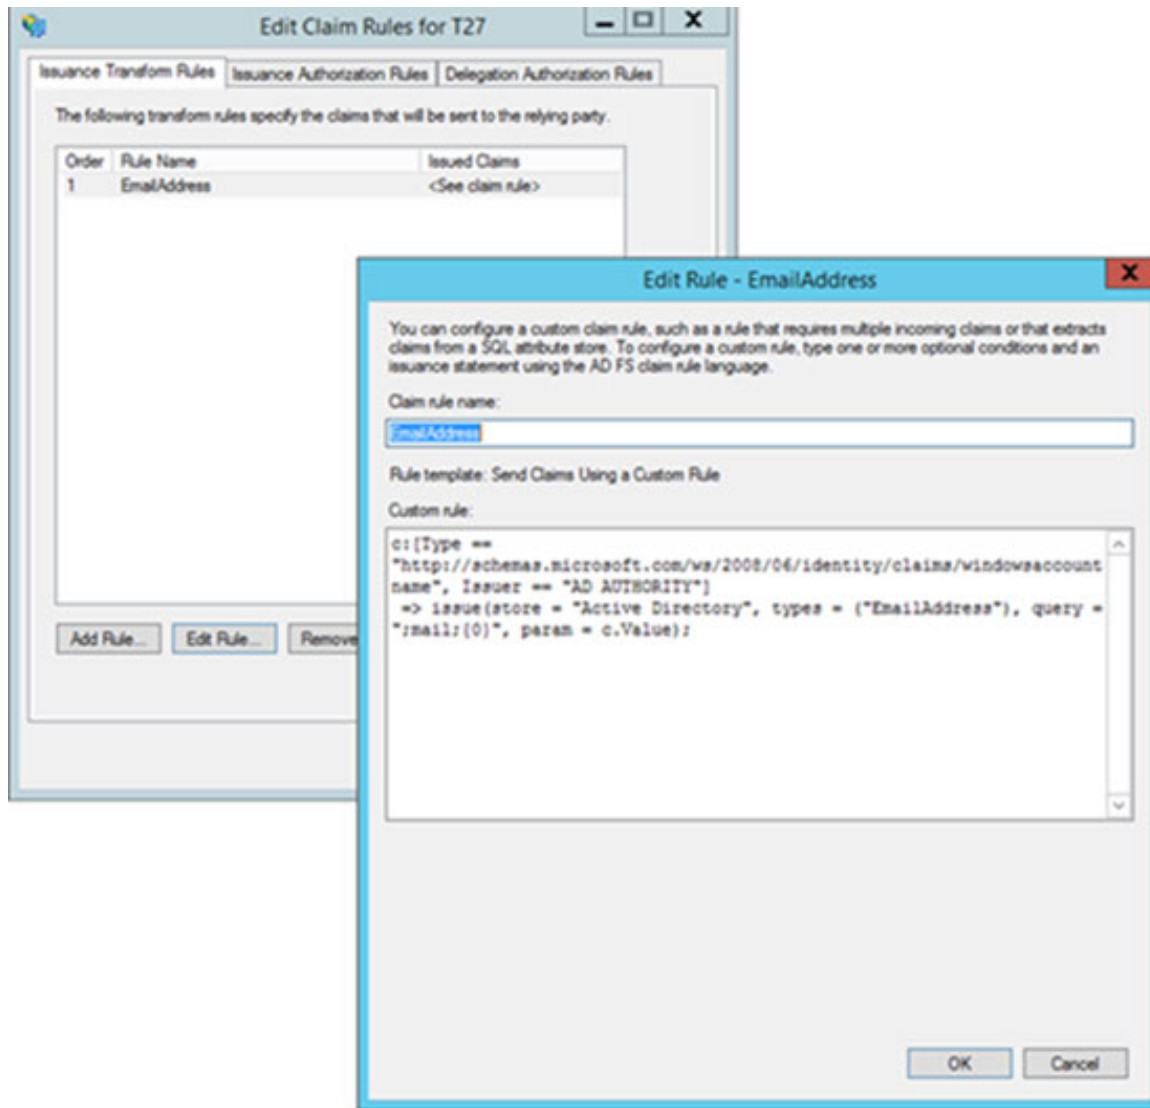 Edit Claim Rules for T27
Issuance Transform Rules Issuance Authorization Rules Delegation Authorization Rules
The following transform rules specify the claims that will be sent to the relying party.
Order Rule Name Issued Claims
1 EmailAddress <See claim rule>
Add Rule... Edit Rule... Remove
Edit Rule - EmailAddress
You can configure a custom claim rule, such as a rule that requires multiple incoming claims or that extracts
claims from a SQL attribute store. To configure a custom rule, type one or more optional conditions and an
issuance statement using the AD FS claim rule language.
Claim rule name:
EmailAddress
Rule template: Send Claims Using a Custom Rule
Custom rule:
c:[Type ==
"http://schemas.microsoft.com/ws/2008/06/identity/claims/windowsaccount
name", Issuer == "AD AUTHORITY"]
=> issue(store = "Active Directory", types = ("EmailAddress"), query =
";mail;{0}", param = c.Value);
OK Cancel